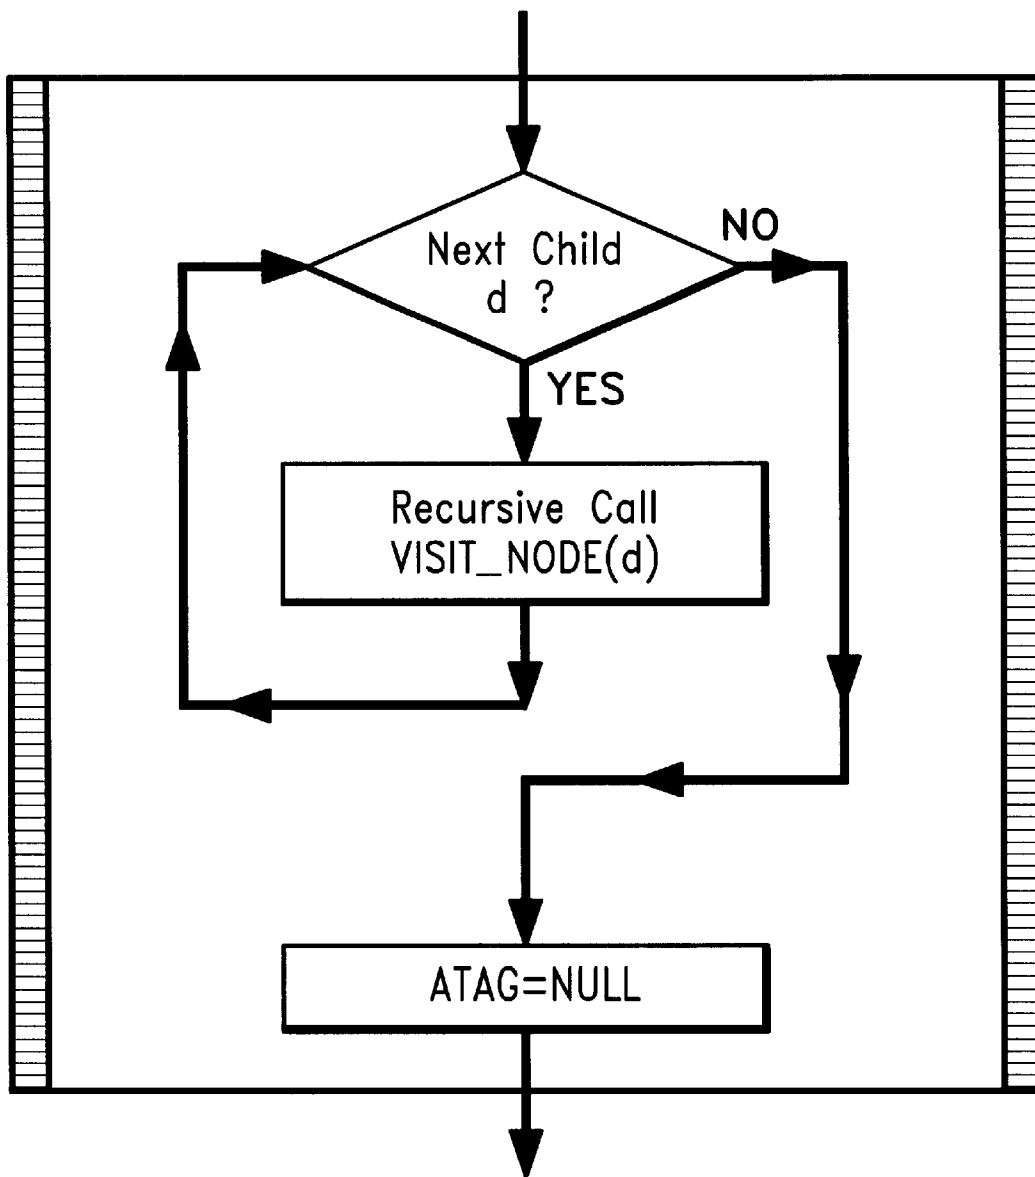 Next Child
d ?
NO
YES
Recursive Call
VISIT_NODE(d)
ATAG=NULL